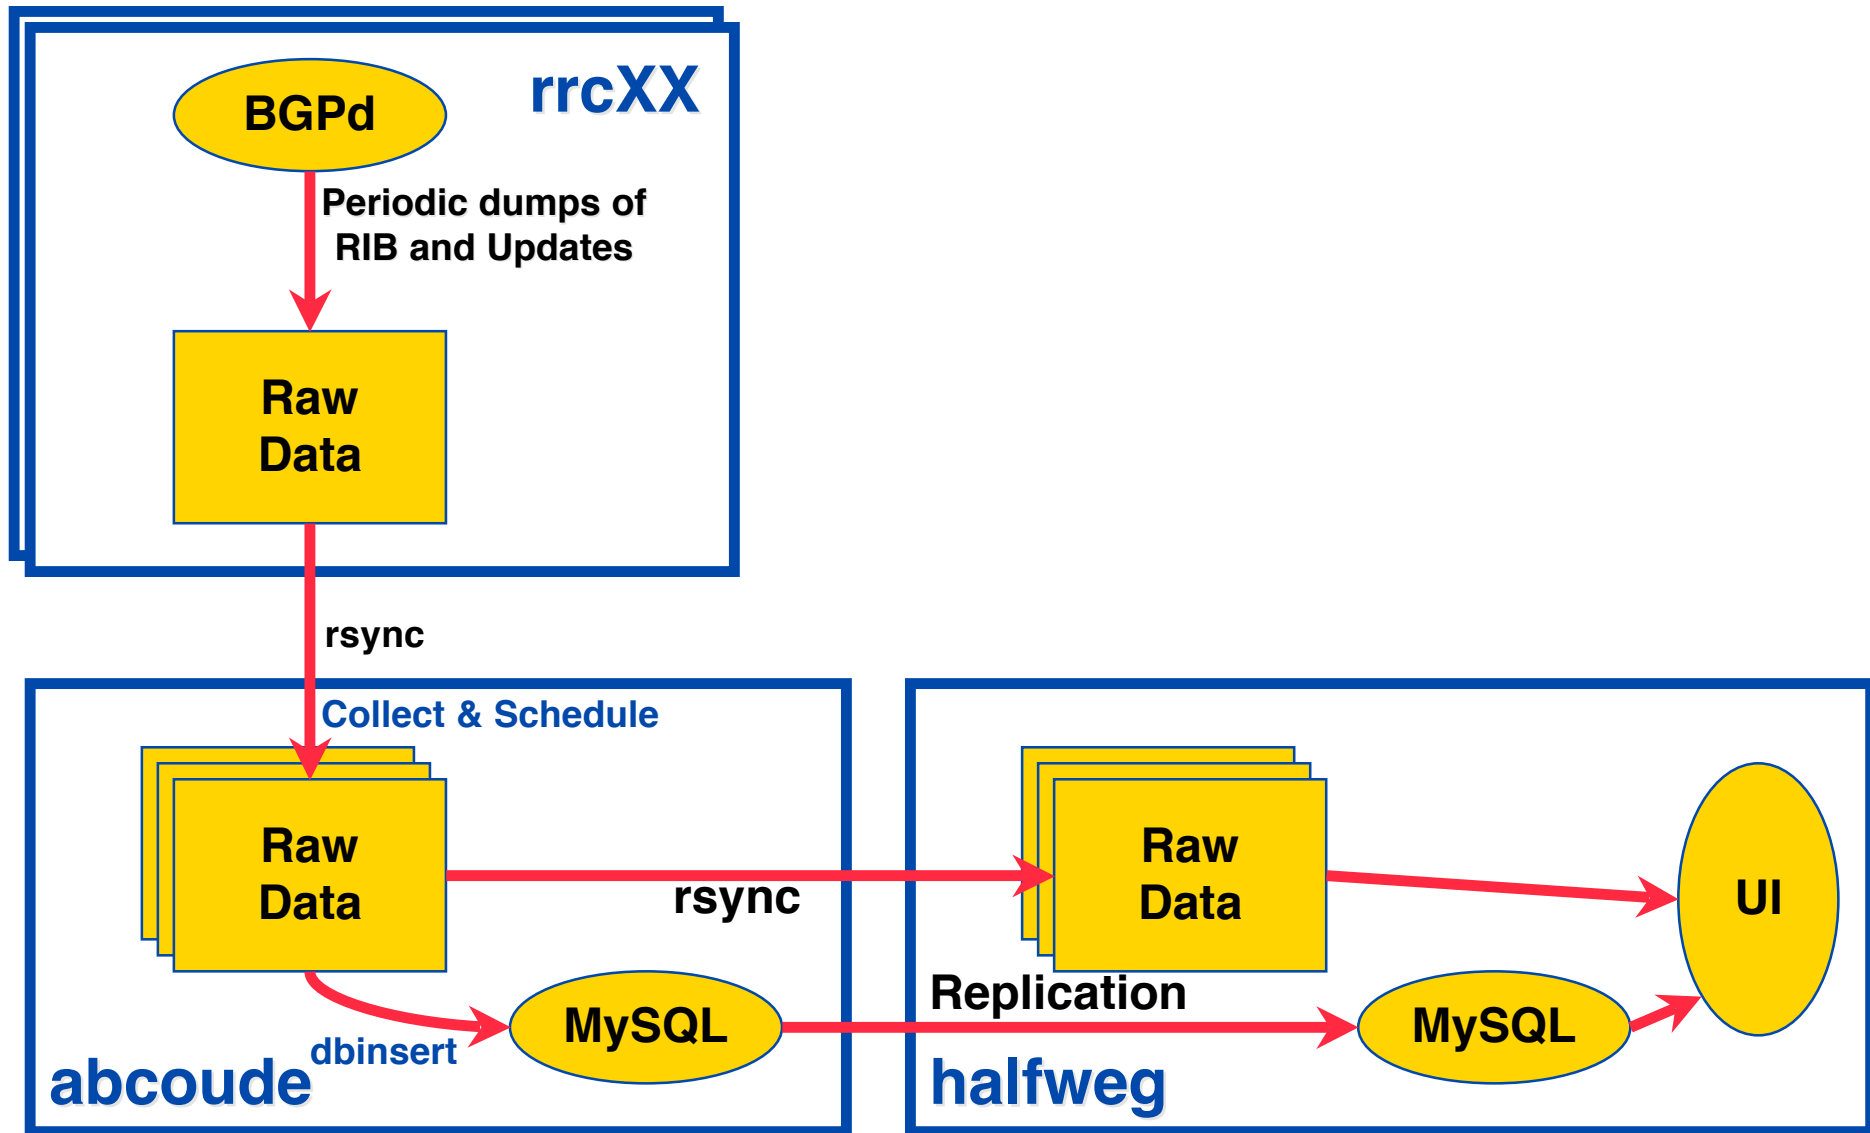 rrcXX
BGPd
Periodic dumps of
RIB and Updates
Raw
Data
rsync
Collect & Schedule
Raw
Data
rsync
Raw
Data
UI
Replication
MySQL
MySQL
dbinsert
abcoude
halfweg